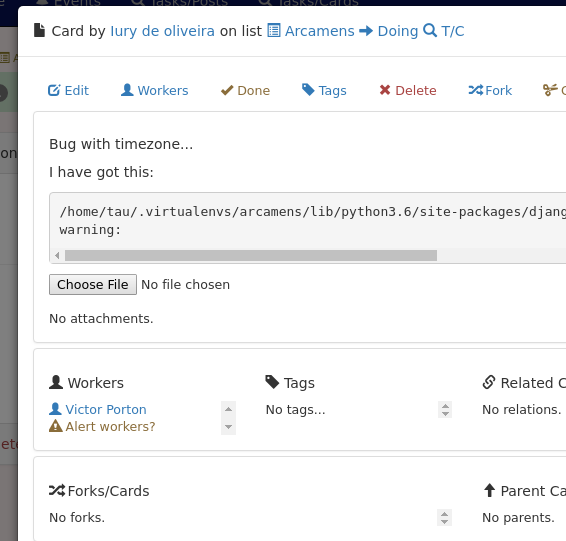 Events Tasks/Posts Tasks/Cards
Card by Iury de oliveira on list Arcamens Doing T/C
Edit Workers Done Tags Delete Fork
Bug with timezone...
I have got this:
/home/tau/.virtualenvs/arcamens/lib/python3.6/site-packages/djang
warning:
Choose File No file chosen
No attachments.
Workers Tags Related C
Victor Porton No tags... No relations.
Alert workers?
Forks/Cards Parent Ca
No forks. No parents.